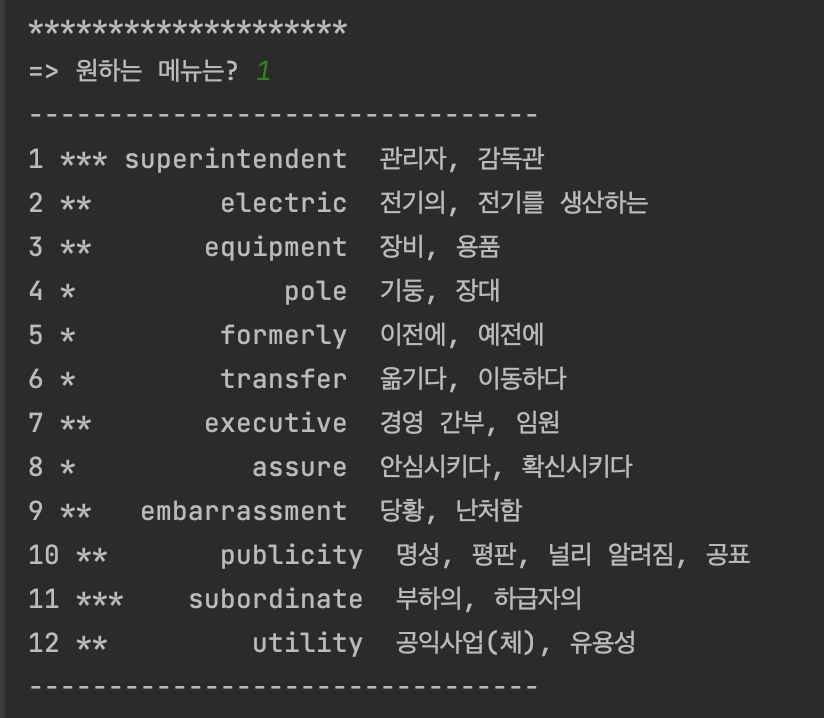 ********************
=> 원하는 메뉴는? 1
--------------------------------
1 *** superintendent  관리자, 감독관
2 **        electric  전기의, 전기를 생산하는
3 **       equipment  장비, 용품
4 *             pole  기둥, 장대
5 *         formerly  이전에, 예전에
6 *         transfer  옮기다, 이동하다
7 **       executive  경영 간부, 임원
8 *           assure  안심시키다, 확신시키다
9 **   embarrassment  당황, 난처함
10 **       publicity  명성, 평판, 널리 알려짐, 공표
11 ***    subordinate  부하의, 하급자의
12 **         utility  공익사업(체), 유용성
--------------------------------